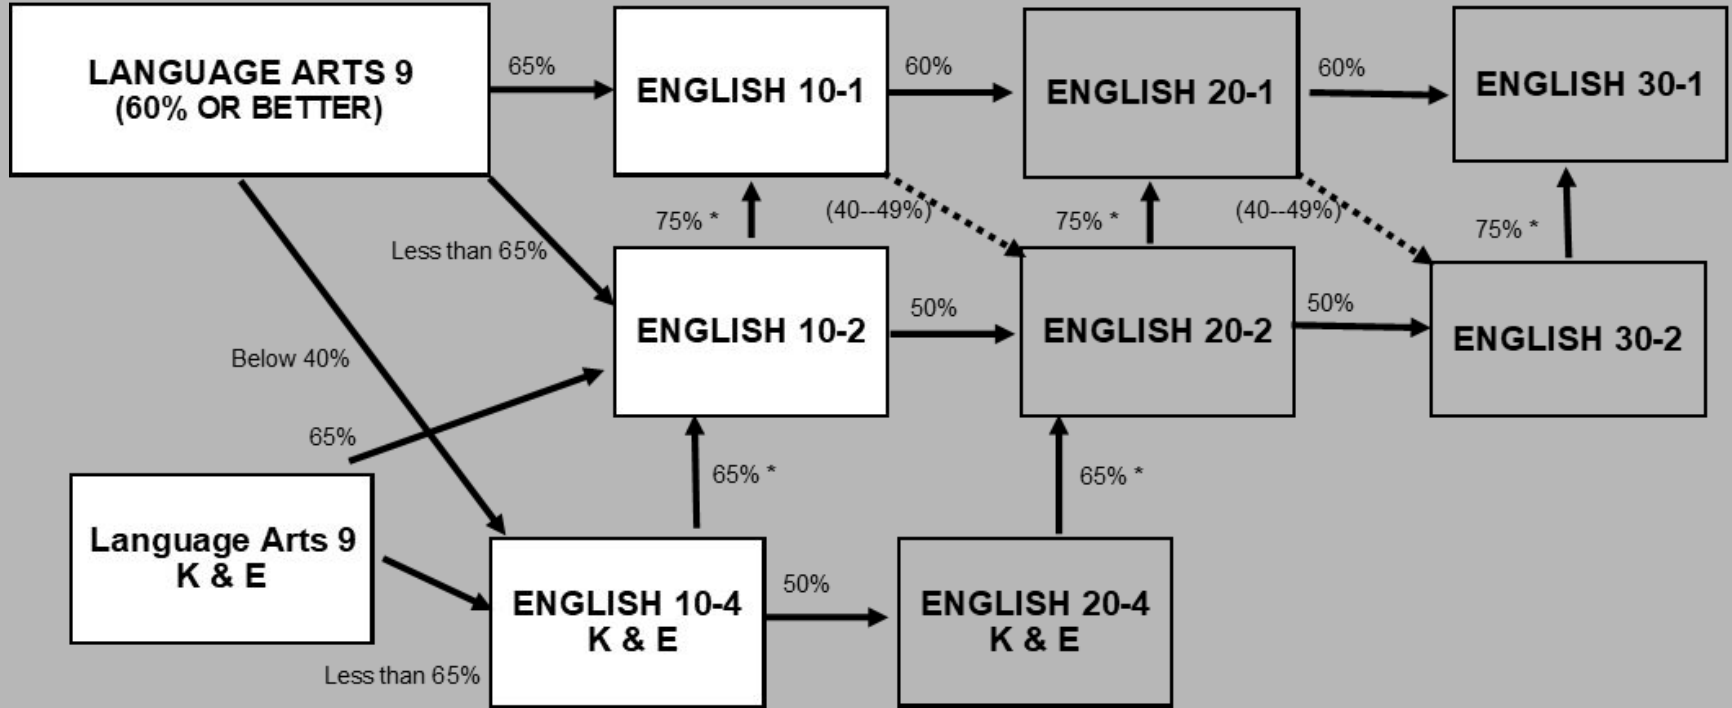 LANGUAGE ARTS 9
(60% OR BETTER)
65%
ENGLISH 10-1
60%
ENGLISH 20-1
60%
ENGLISH 30-1
Less than 65%
75% *
(40--49%)
75% *
(40--49%)
75% *
Below 40%
ENGLISH 10-2
50%
ENGLISH 20-2
50%
ENGLISH 30-2
65%
65% *
65% *
Language Arts 9
K & E
Less than 65%
ENGLISH 10-4
K & E
50%
ENGLISH 20-4
K & E